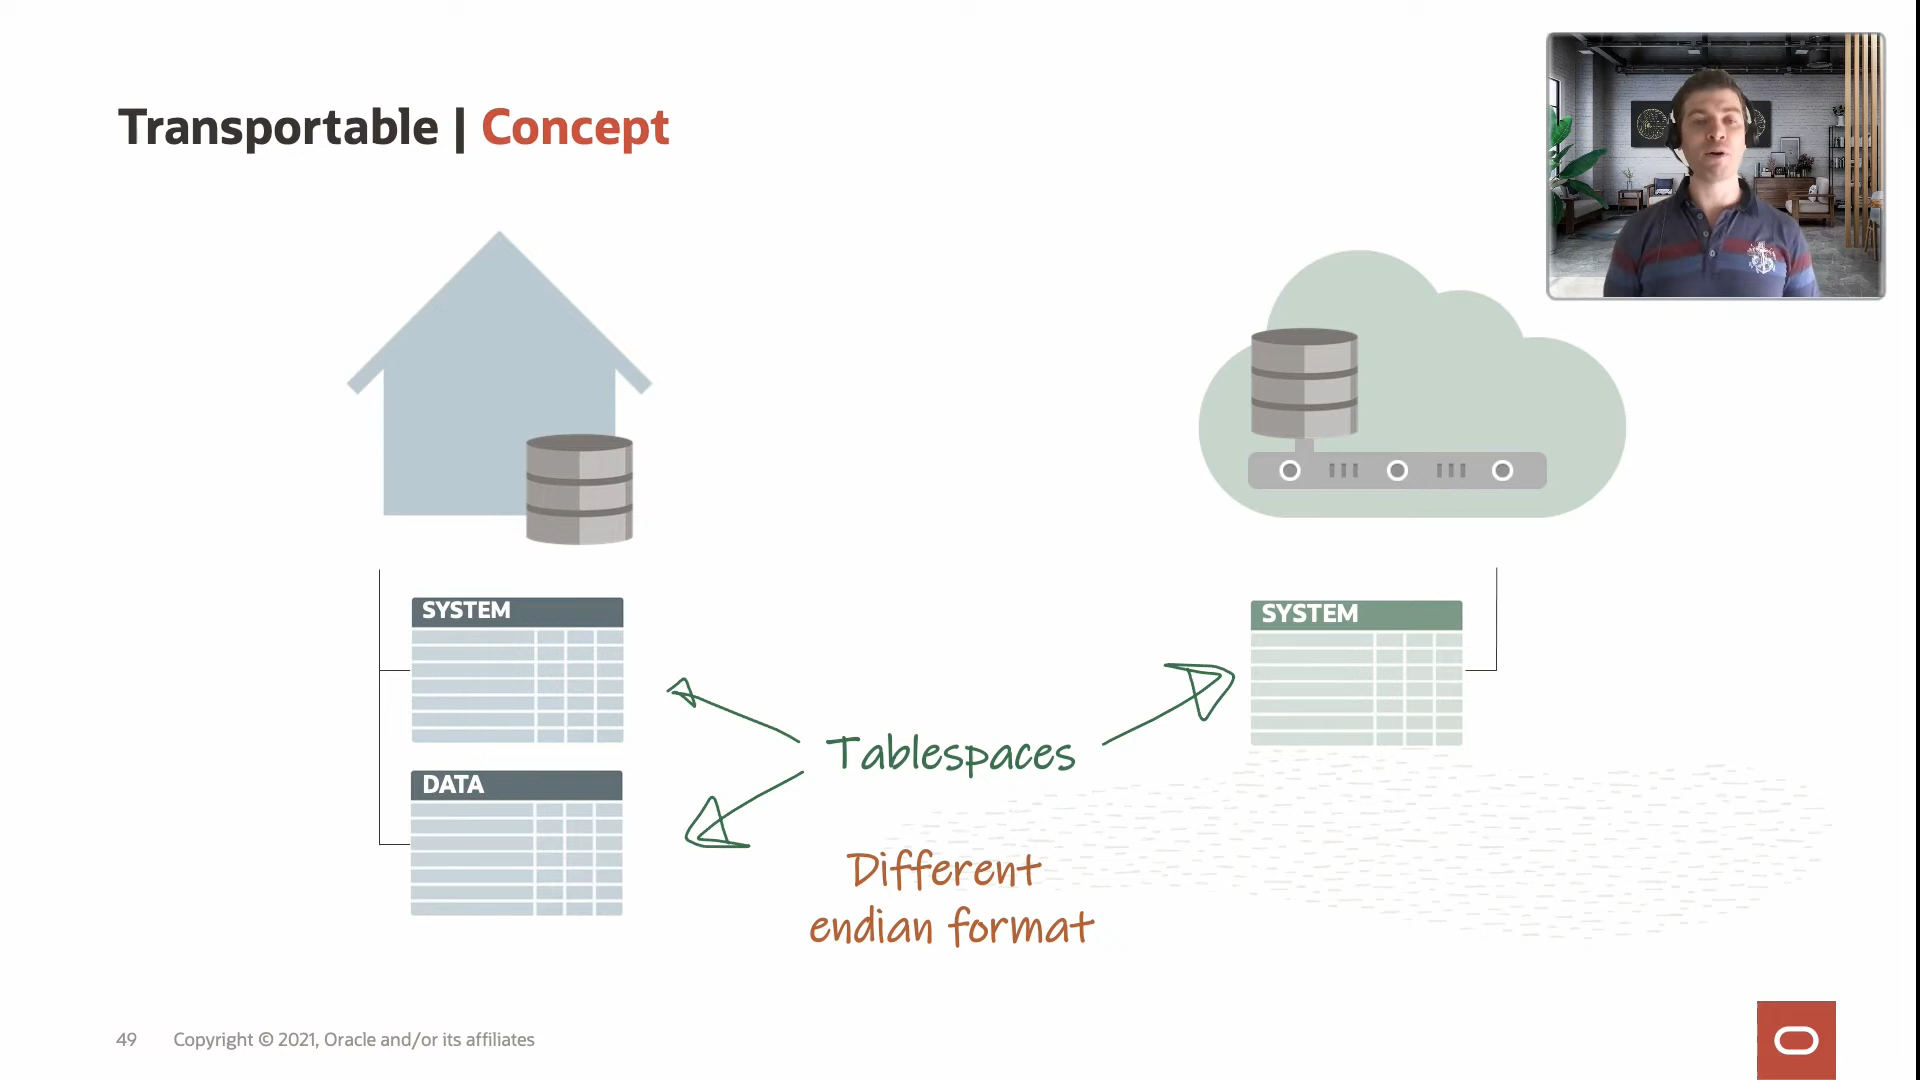 Transportable | Concept
SYSTEM
SYSTEM
Tablespaces
DATA
Different
endian format
49 Copyright © 2021, Oracle and/or its affiliates